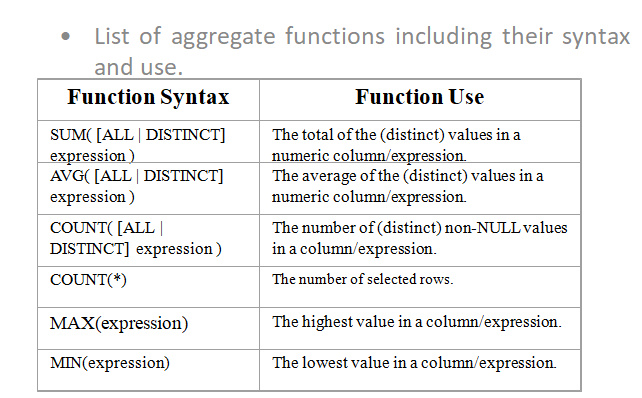 • List of aggregate functions including their syntax
and use.
Function Syntax
Function Use
SUM( [ALL | DISTINCT]
expression )
The total of the (distinct) values in a
numeric column/expression.
AVG( [ALL | DISTINCT]
expression )
The average of the (distinct) values in a
numeric column/expression.
COUNT( [ALL |
DISTINCT] expression )
The number of (distinct) non-NULL values
in a column/expression.
COUNT(*)
The number of selected rows.
MAX(expression)
The highest value in a column/expression.
MIN(expression)
The lowest value in a column/expression.